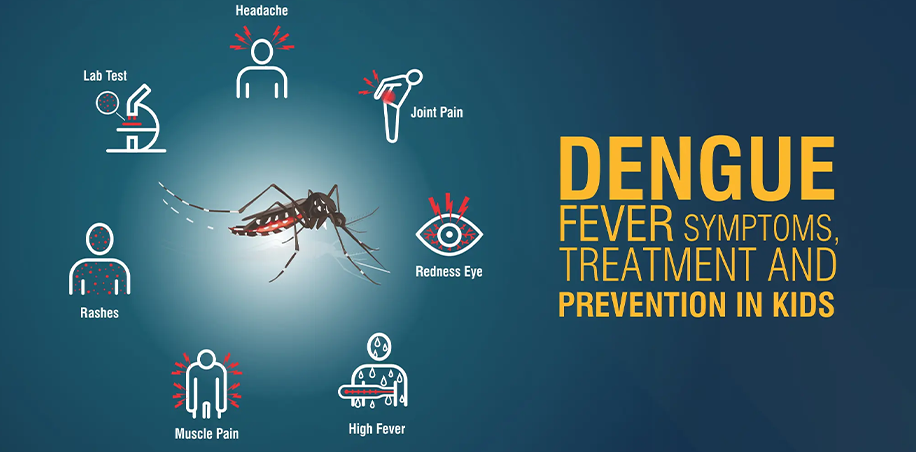 Headache
Lab Test
Joint Pain
Redness Eye
Rashes
High Fever
Muscle Pain
DENGUE
FEVER SYMPTOMS,
TREATMENT AND
PREVENTION IN KIDS